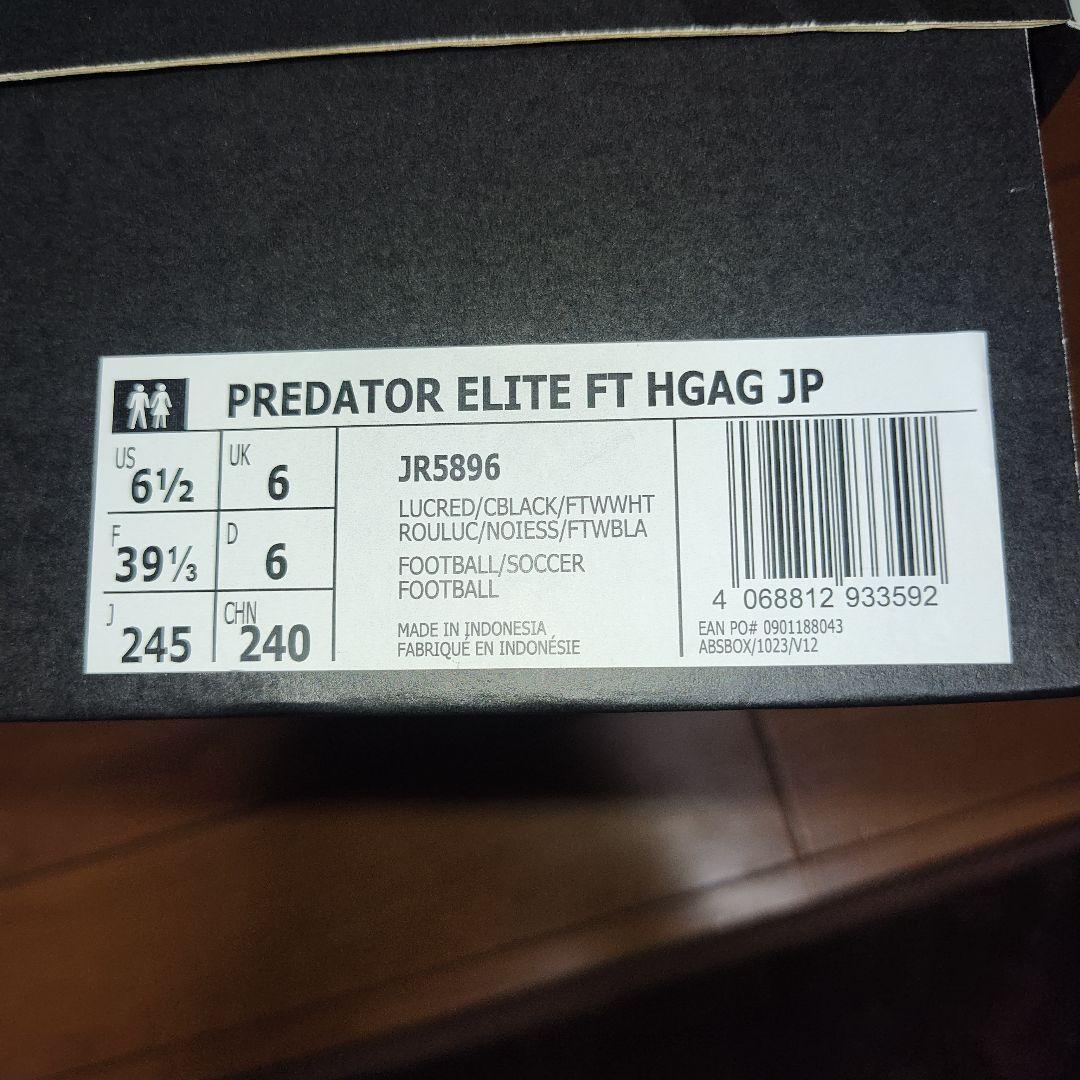 PREDATOR ELITE FT HGAG JP
US 6½ UK 6
F 39⅓ D 6
J 245 CHN 240
JR5896
LUCRED/CBLACK/FTWWHT
ROULUC/NOIESS/FTWBLA
FOOTBALL/SOCCER
FOOTBALL
MADE IN INDONESIA
FABRIQUÉ EN INDONÉSIE
4 068812 933592
EAN PO# 0901188043
ABSBOX/1023/V12